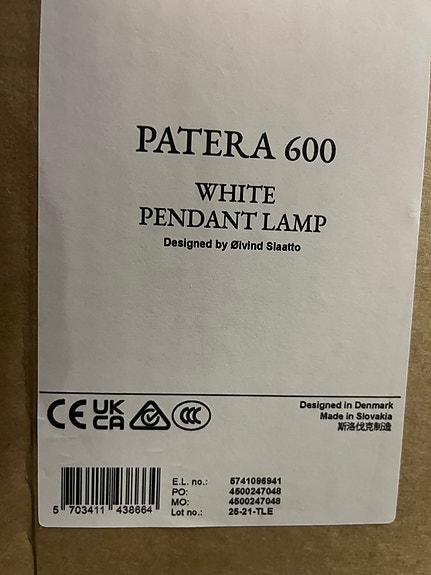 PATERA 600
WHITE
PENDANT LAMP
Designed by Øivind Slaatto
CE UK CA CCC
Designed in Denmark
Made in Slovakia
斯洛伐克制造
E.L. no.: 5741096941
PO: 4500247048
MO: 4500247048
Lot no.: 25-21-TLE
5 703411 438664